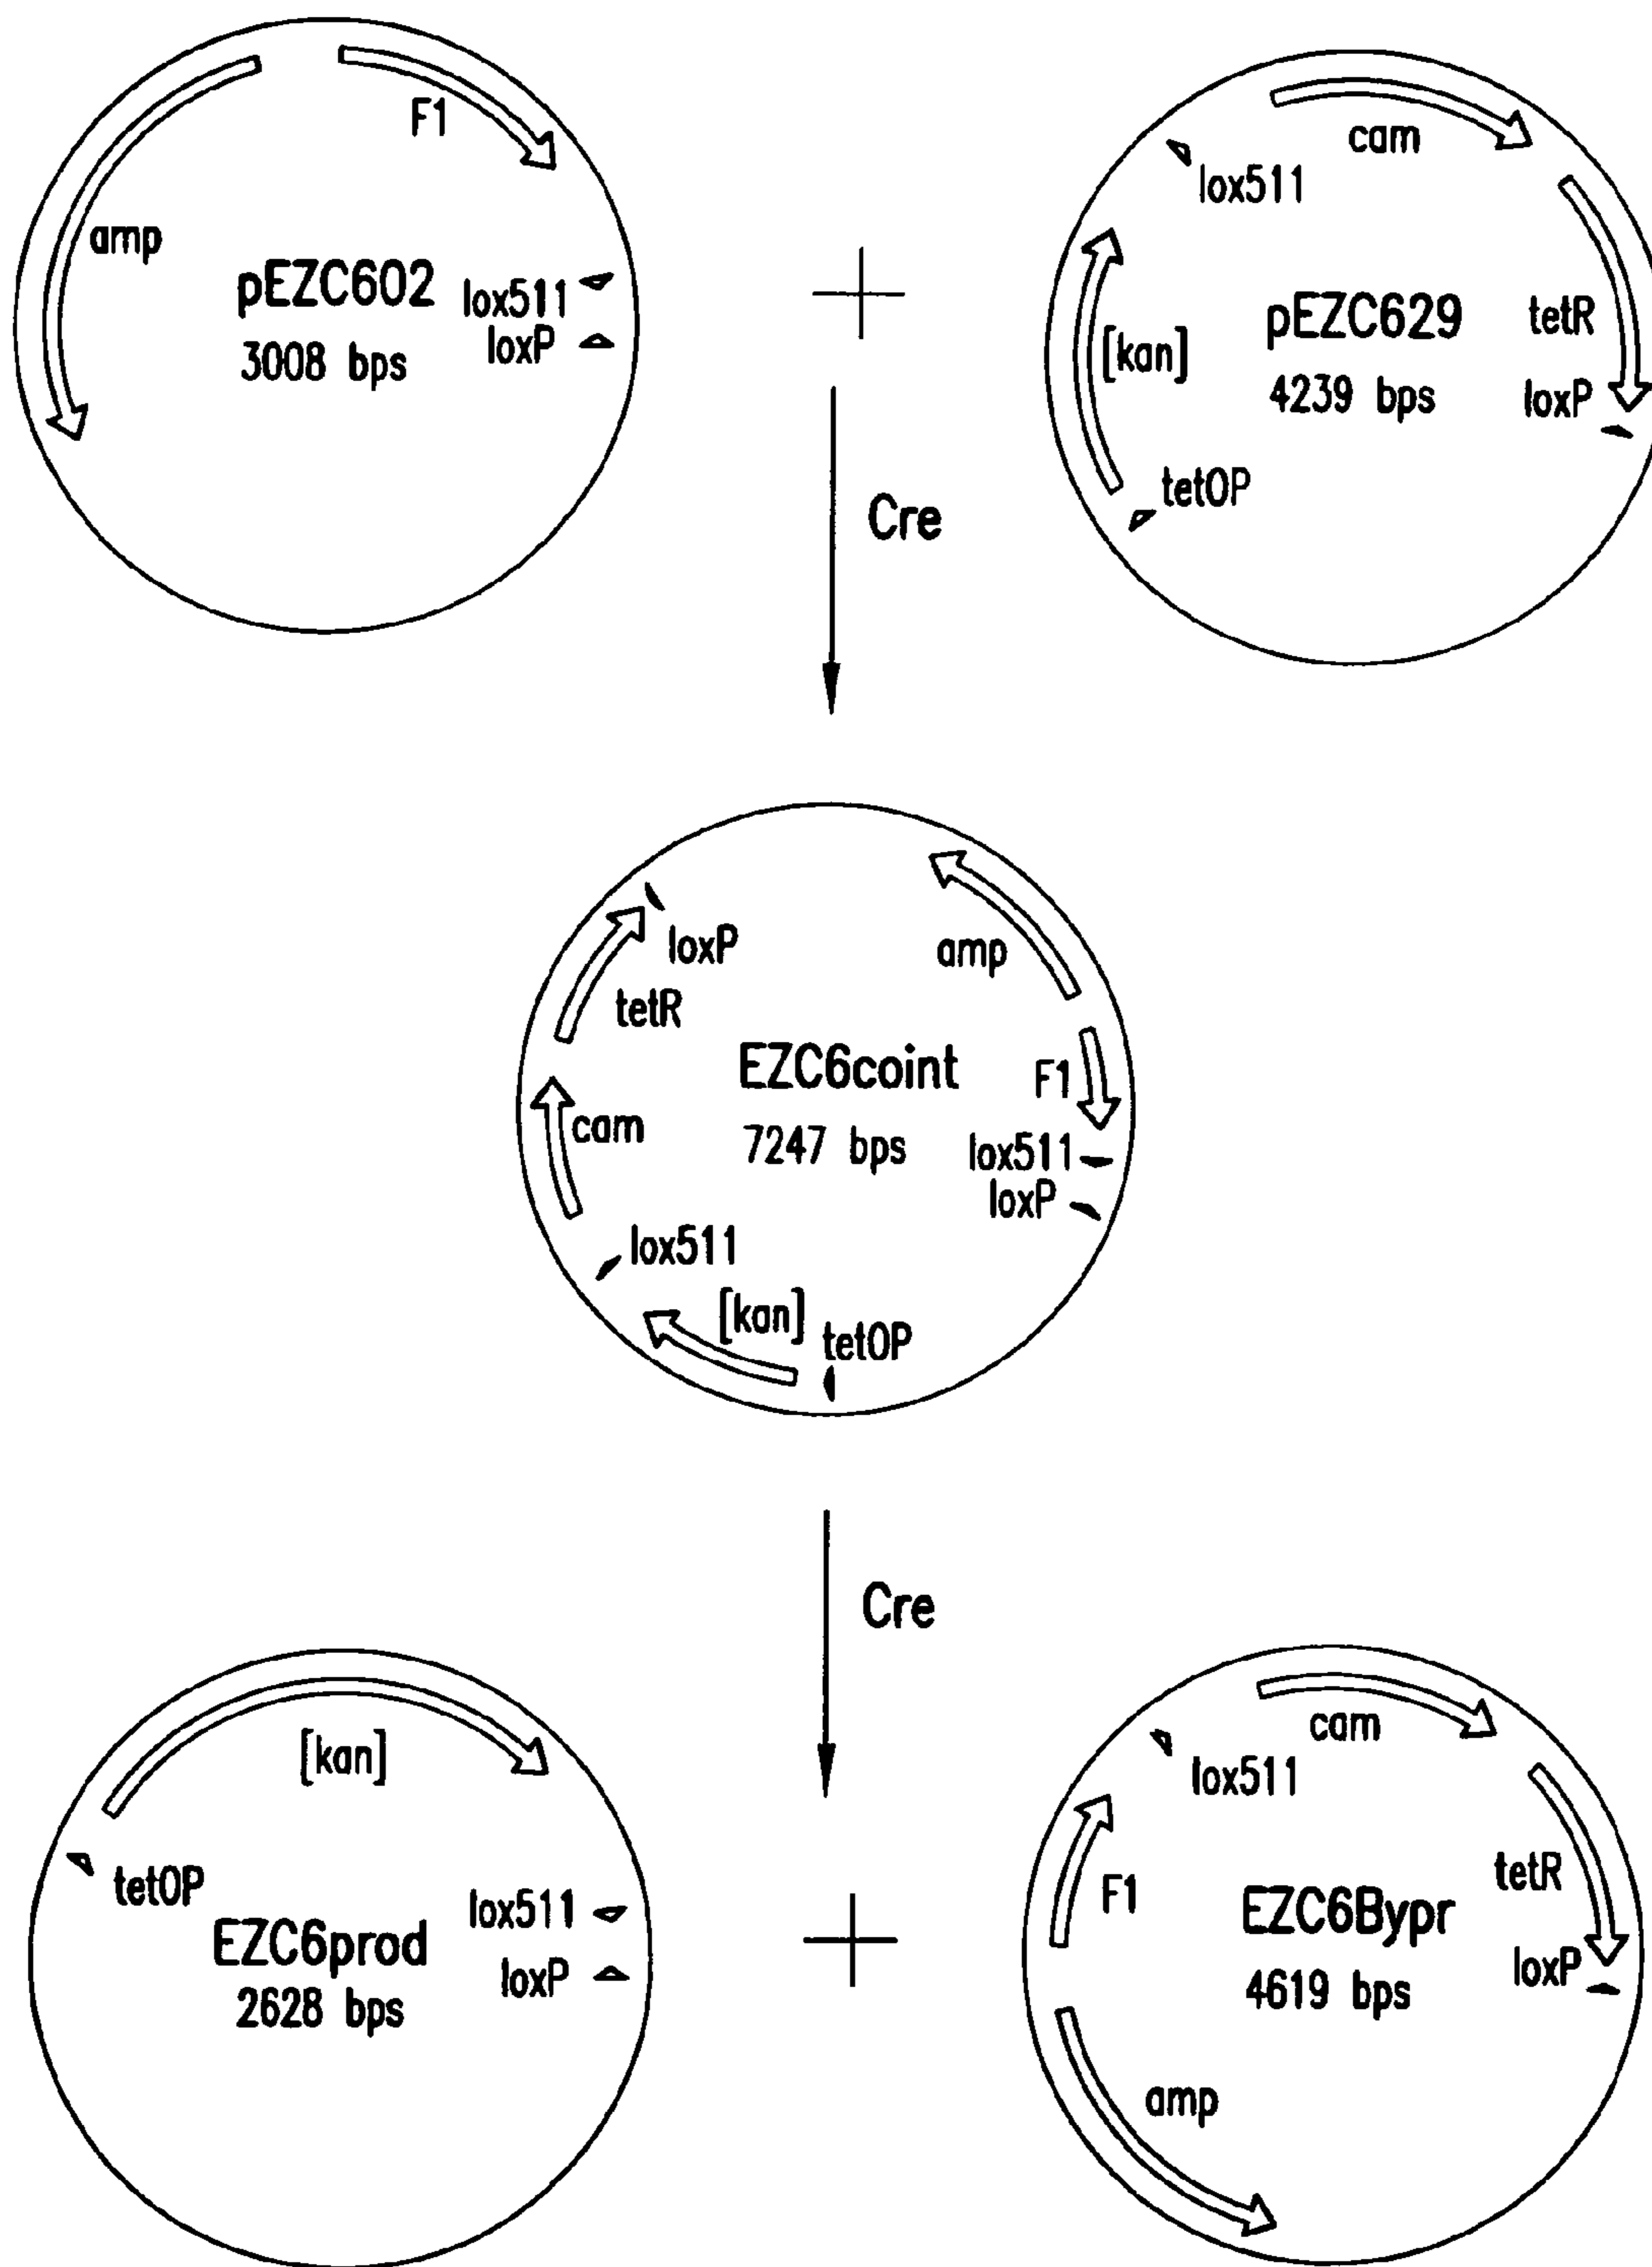 F1
amp
pEZC602
3008 bps
lox511
loxP
+
cam
lox511
tetR
pEZC629
4239 bps
[kan]
loxP
tetOP
Cre
loxP
amp
tetR
EZC6coint
7247 bps
F1
cam
lox511
loxP
lox511
[kan]
tetOP
Cre
[kan]
tetOP
lox511
EZC6prod
2628 bps
loxP
+
cam
lox511
tetR
F1
EZC6Bypr
4619 bps
loxP
amp